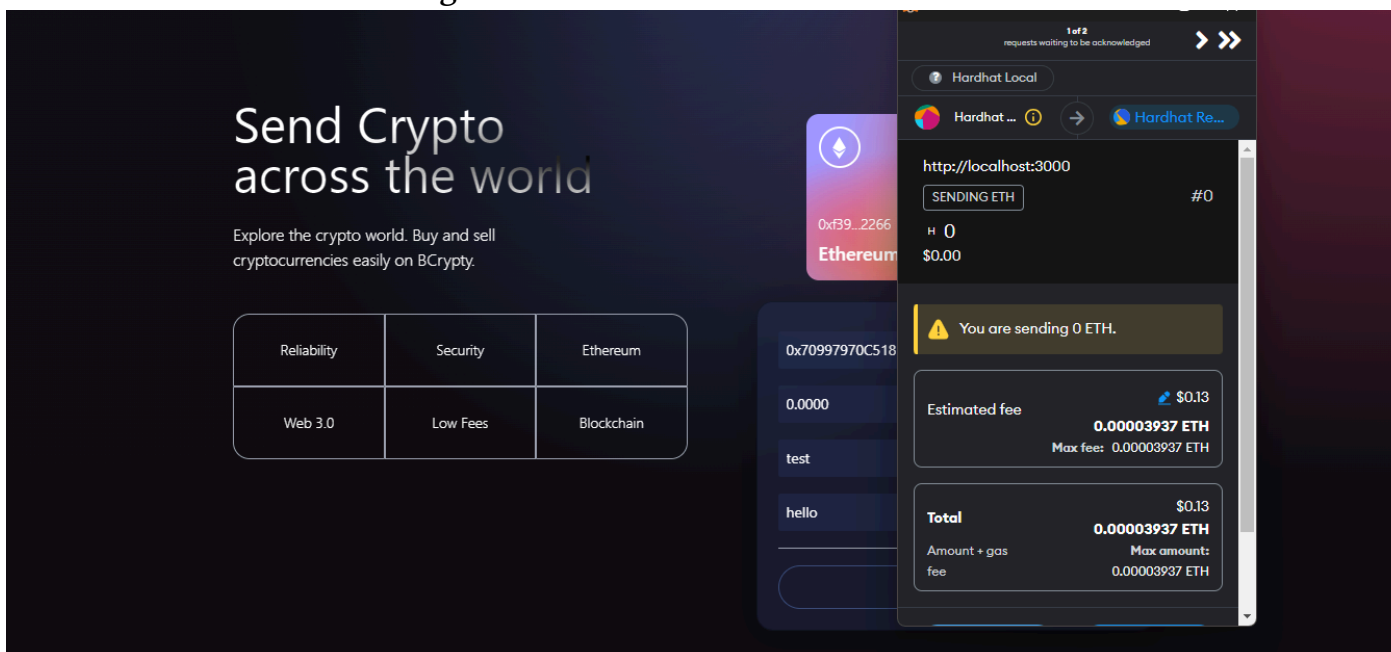 1 of 2
requests waiting to be acknowledged
Hardhat Local
Hardhat ...
Hardhat Re...
Send Crypto
across the world
Explore the crypto world. Buy and sell
cryptocurrencies easily on BCrypty.
Reliability
Security
Ethereum
Web 3.0
Low Fees
Blockchain
0xf39...2266
Ethereum
0x70997970C518
0.0000
test
hello
http://localhost:3000
SENDING ETH
#0
H 0
$0.00
You are sending 0 ETH.
Estimated fee
$0.13
0.00003937 ETH
Max fee: 0.00003937 ETH
Total
$0.13
0.00003937 ETH
Amount + gas
fee
Max amount:
0.00003937 ETH